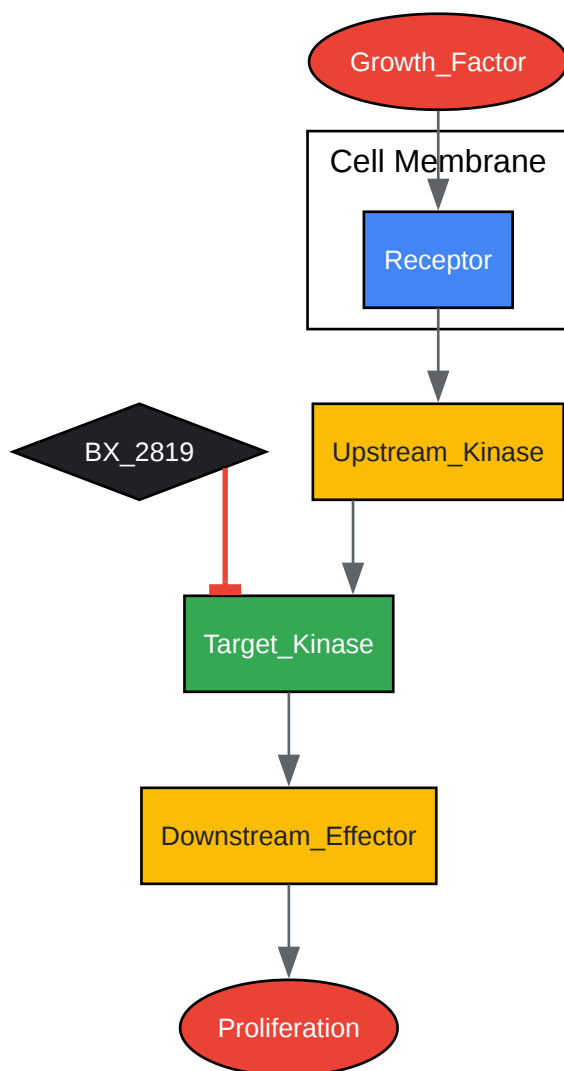 Growth_Factor
Cell Membrane
Receptor
BX_2819
Upstream_Kinase
Target_Kinase
Downstream_Effector
Proliferation